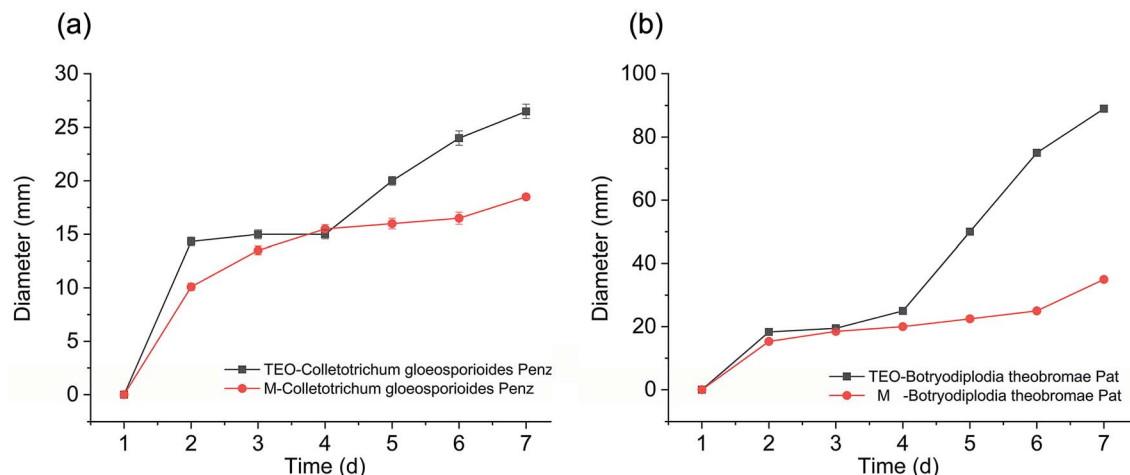 (a)
Diameter (mm)
30
25
20
15
10
5
0
TEO-Colletotrichum gloeosporioides Penz
M-Colletotrichum gloeosporioides Penz
1 2 3 4 5 6 7
Time (d)
(b)
Diameter (mm)
100
80
60
40
20
0
TEO-Botryodiplodia theobromae Pat
M -Botryodiplodia theobromae Pat
1 2 3 4 5 6 7
Time (d)